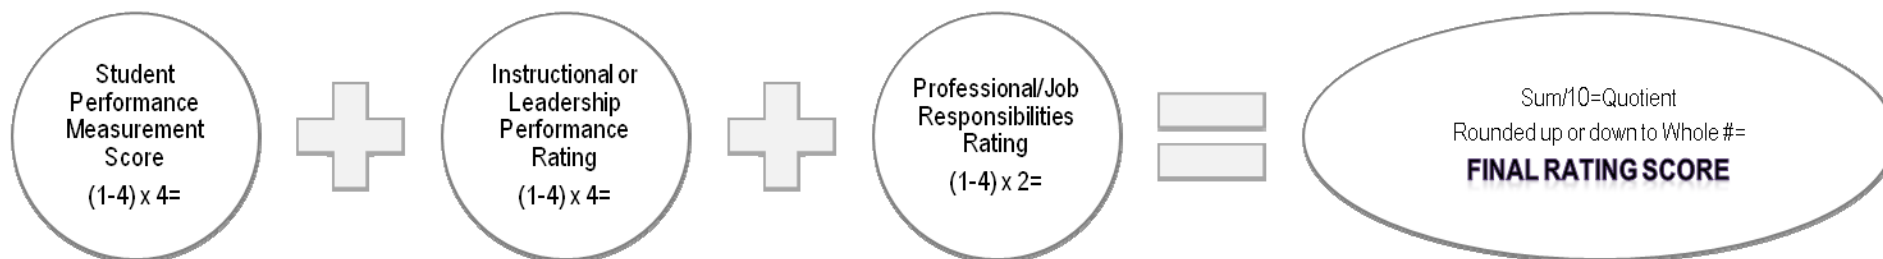 Student
Performance
Measurement
Score
(1-4) x 4=
Instructional or
Leadership
Performance
Rating
(1-4) x 4=
Professional/Job
Responsibilities
Rating
(1-4) x 2=
Sum/10=Quotient
Rounded up or down to Whole #=
FINAL RATING SCORE